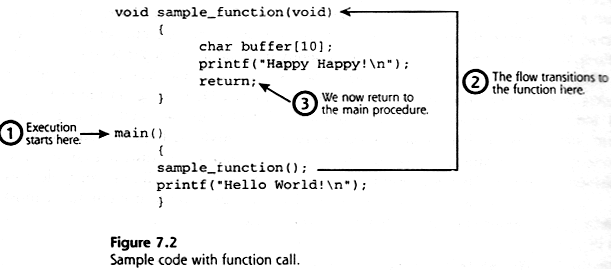 void sample_function(void)
{
char buffer[10];
printf("Happy Happy!\n");
return;
}
3 We now return to
the main procedure.
2 The flow transitions to
the function here.
1 Execution
starts here.
main()
{
sample_function();
printf("Hello World!\n");
}
Figure 7.2
Sample code with function call.